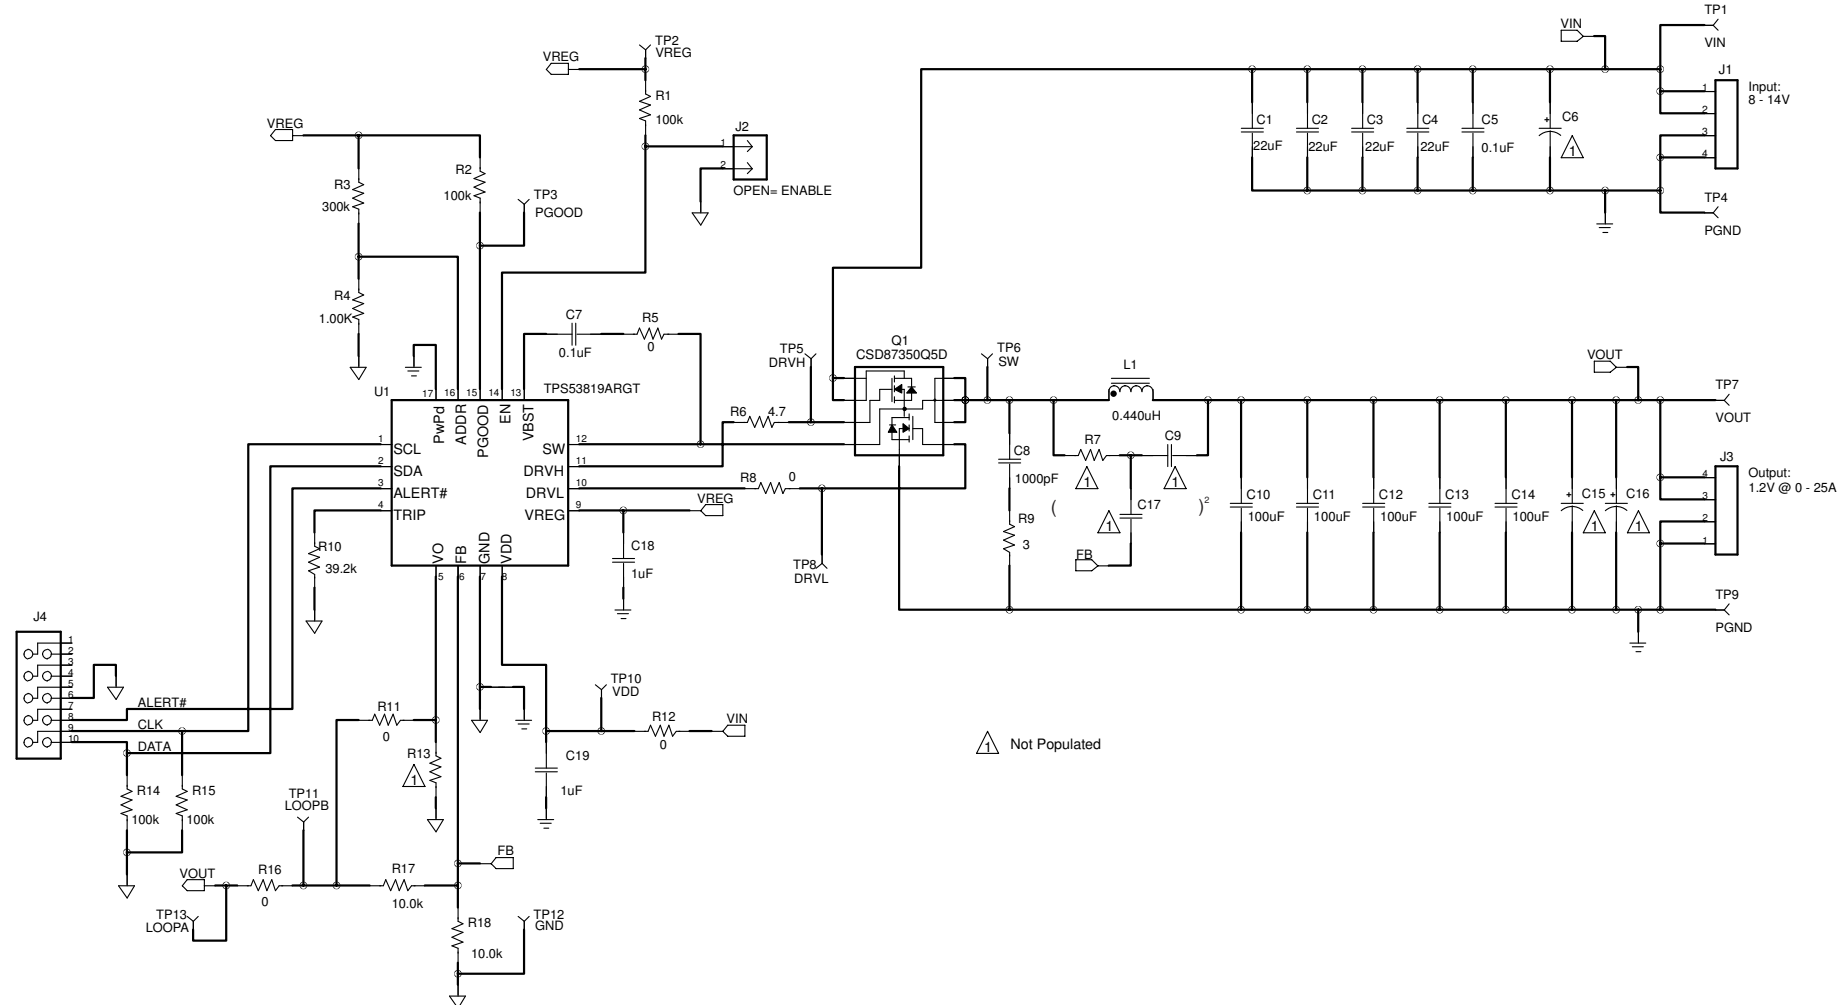 TP1
VIN
VIN
TP2
VREG
VREG
R1
100k
J1
Input:
8 - 14V
1
2
3
4
C1
22uF
C2
22uF
C3
22uF
C4
22uF
C5
0.1uF
+
C6
1
TP4
PGND
VREG
J2
1
2
OPEN= ENABLE
R2
100k
R3
300k
TP3
PGOOD
R4
1.00K
C7
0.1uF
R5
0
Q1
CSD87350Q5D
TP5
DRVH
TP6
SW
L1
0.440uH
VOUT
TP7
VOUT
U1
TPS53819ARGT
17
16
15
14
13
PwPd
ADDR
PGOOD
EN
VBST
1
SCL
2
SDA
3
ALERT#
4
TRIP
12
SW
11
DRVH
10
DRVL
9
VREG
VO
FB
GND
VDD
5
6
7
8
R6
4.7
R8
0
VREG
C18
1uF
TP8
DRVL
C8
1000pF
R9
3
R7
1
C9
1
C17
1
(
)2
FB
C10
100uF
C11
100uF
C12
100uF
C13
100uF
C14
100uF
+
C15
1
+
C16
1
J3
4
3
2
1
Output:
1.2V @ 0 - 25A
TP9
PGND
R10
39.2k
J4
1
2
3
4
5
6
7
8
9
10
ALERT#
CLK
DATA
R14
100k
R15
100k
R11
0
R13
1
TP10
VDD
R12
0
VIN
C19
1uF
1
Not Populated
TP11
LOOPB
FB
VOUT
R16
0
R17
10.0k
TP13
LOOPA
R18
10.0k
TP12
GND